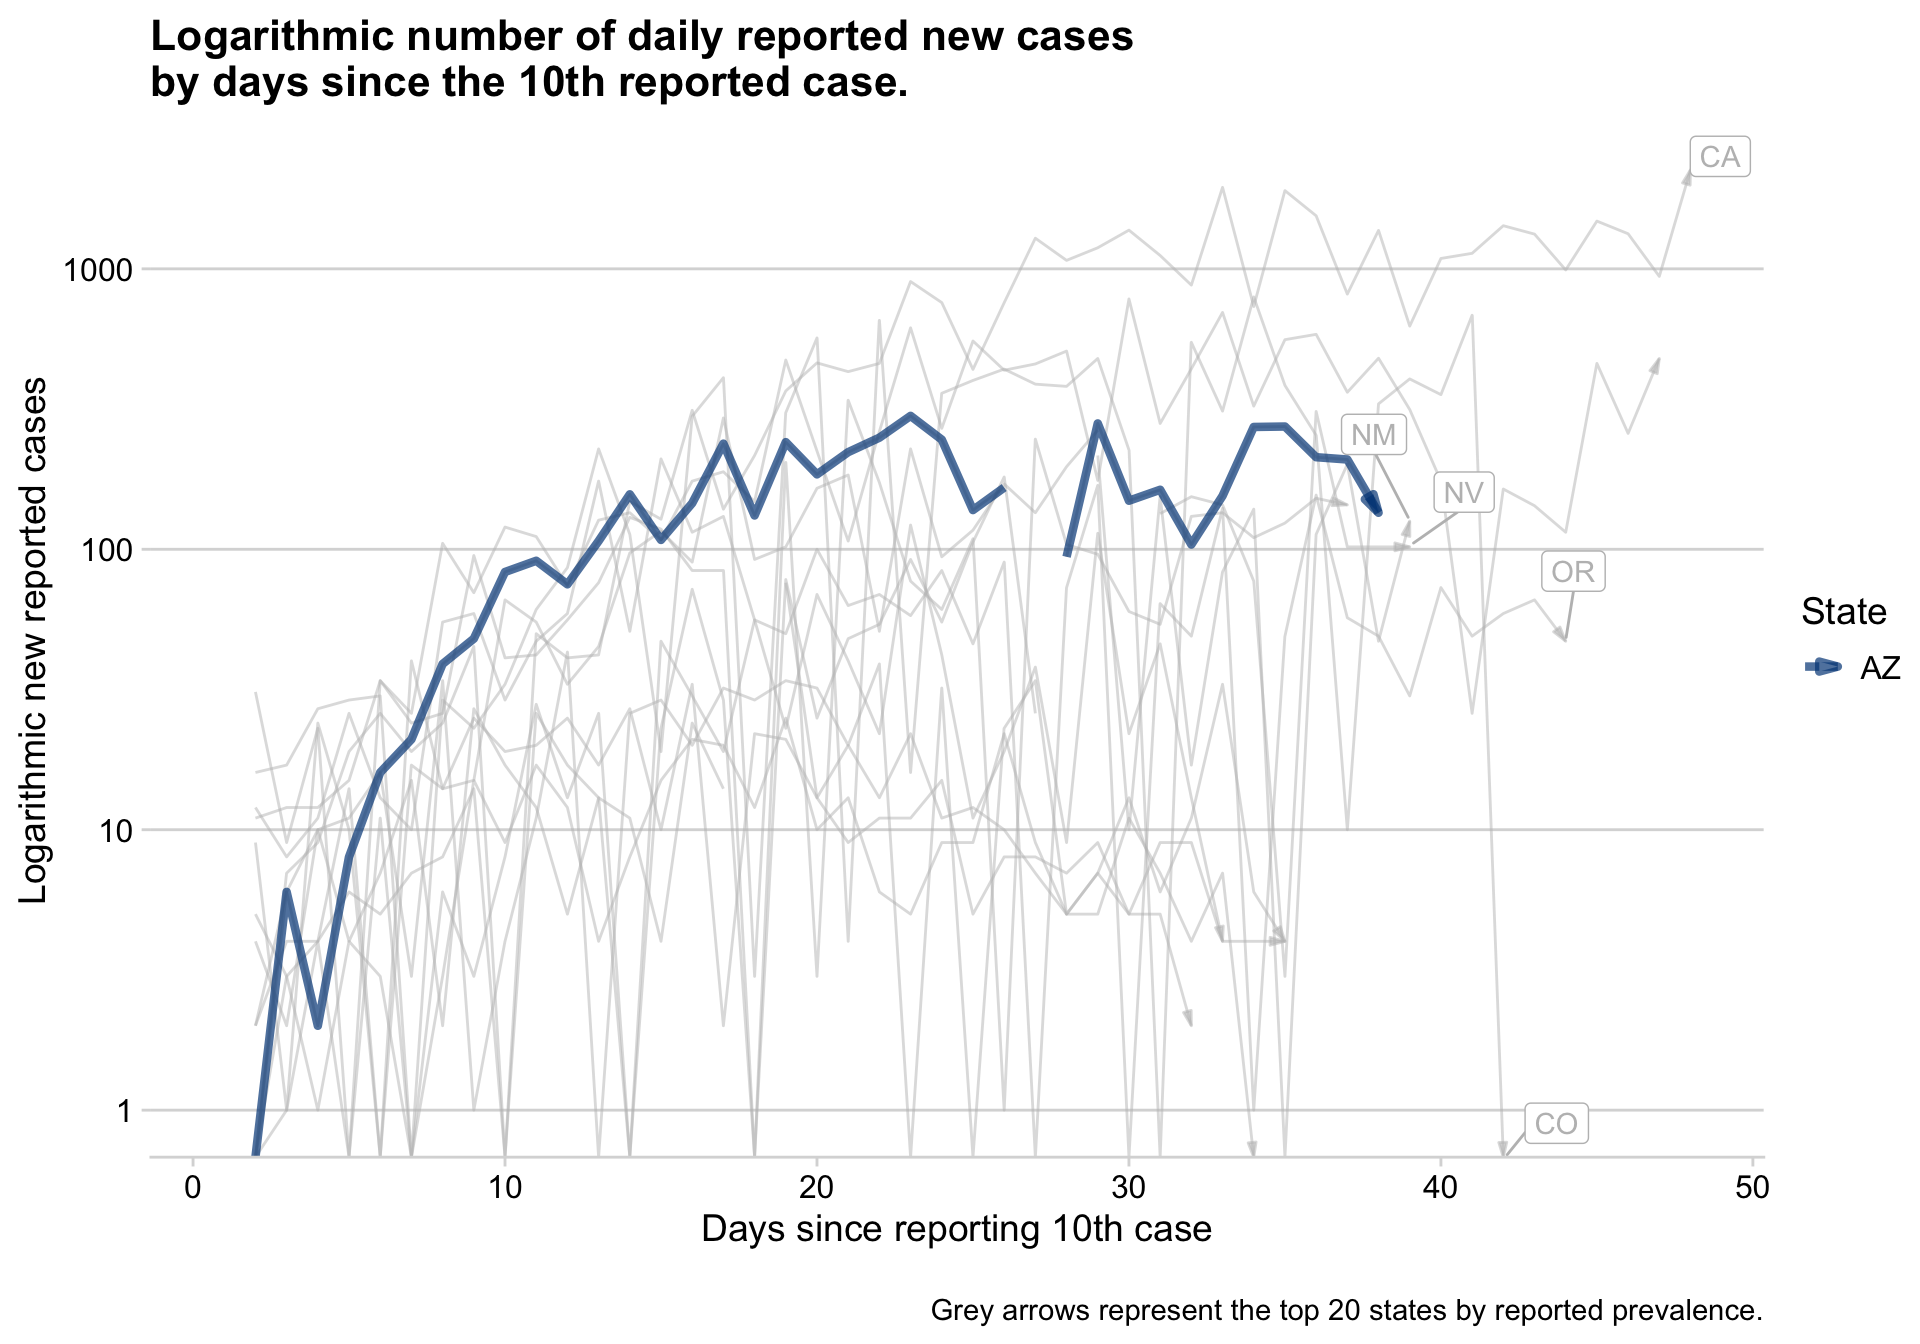 Logarithmic number of daily reported new cases
by days since the 10th reported case.
CA
1000
NM
NV
100
OR
State
AZ
10
1
CO
Logarithmic new reported cases
0 10 20 30 40 50
Days since reporting 10th case
Grey arrows represent the top 20 states by reported prevalence.